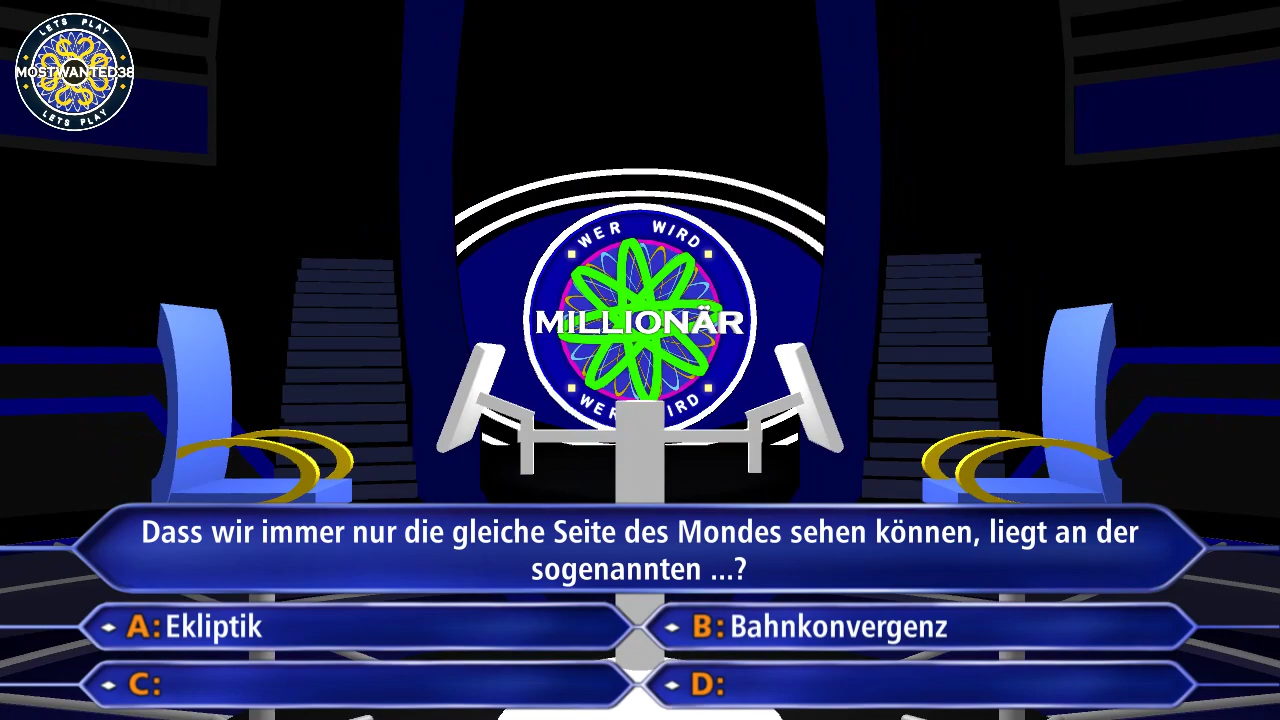 LETS PLAY
MOSTWANTED38
LETS PLAY
WER WIRD
MILLIONÄR
WER WIRD
Dass wir immer nur die gleiche Seite des Mondes sehen können, liegt an der
sogenannten ...?
A: Ekliptik
B: Bahnkonvergenz
C:
D: